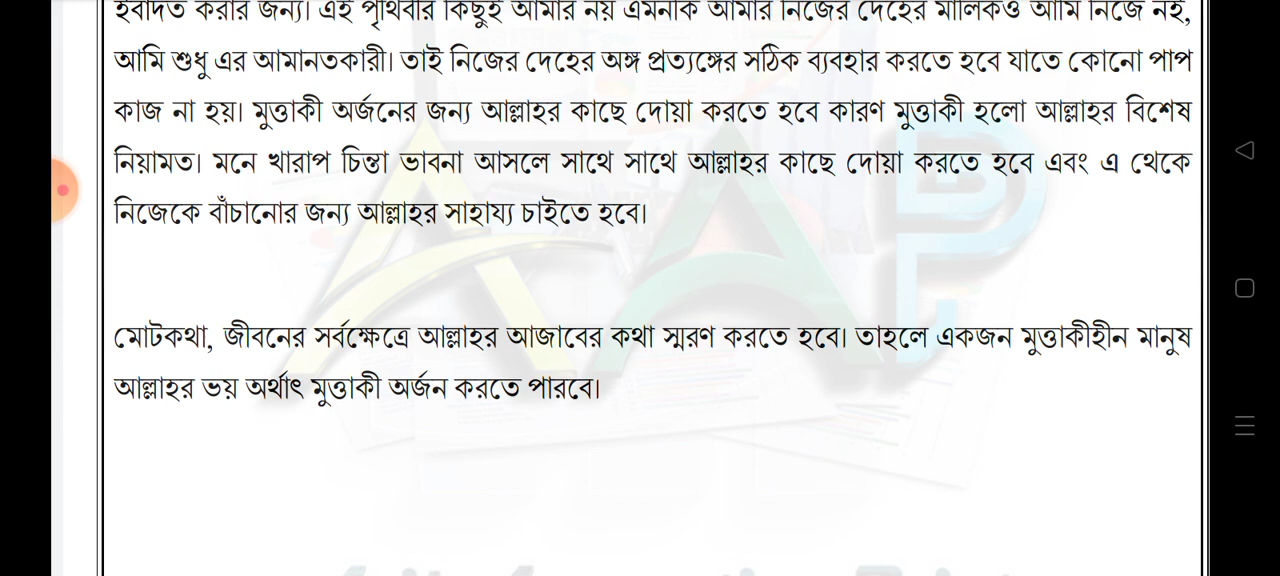 ইবাদত করার জন্য। এই পৃথিবীর কিছুই আমার নয় এমনকি আমার নিজের দেহের মালিকও আমি নিজে নই,
আমি শুধু এর আমানতকারী। তাই নিজের দেহের অঙ্গ প্রত্যঙ্গের সঠিক ব্যবহার করতে হবে যাতে কোনো পাপ
কাজ না হয়। মুত্তাকী অর্জনের জন্য আল্লাহর কাছে দোয়া করতে হবে কারণ মুত্তাকী হলো আল্লাহর বিশেষ
নিয়ামত। মনে খারাপ চিন্তা ভাবনা আসলে সাথে সাথে আল্লাহর কাছে দোয়া করতে হবে এবং এ থেকে
নিজেকে বাঁচানোর জন্য আল্লাহর সাহায্য চাইতে হবে।
মোটকথা, জীবনের সর্বক্ষেত্রে আল্লাহর আজাবের কথা স্মরণ করতে হবে। তাহলে একজন মুত্তাকীহীন মানুষ
আল্লাহর ভয় অর্থাৎ মুত্তাকী অর্জন করতে পারবে।